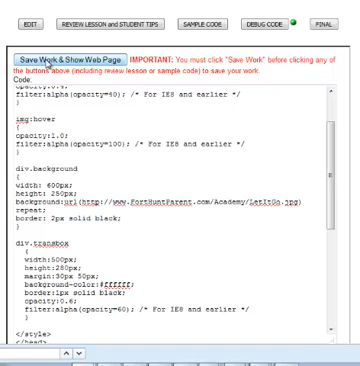 EDIT REVIEW LESSON and STUDENT TIPS SAMPLE CODE DEBUG CODE FINAL
Save Work & Show Web Page IMPORTANT: You must click "Save Work" before clicking any of
the buttons above (including review lesson or sample code) to save your work.
Code:
opacity:0.6;
filter:alpha(opacity=60); /* For IE8 and earlier */
}
img:hover
{
opacity:1.0;
filter:alpha(opacity=100); /* For IE8 and earlier */
}
div.background
{
width: 600px;
height: 250px;
background:url(http://www.FortHuntParent.com/Academy/LetItGo.jpg)
repeat;
border: 2px solid black;
}
div.transbox
{
width:500px;
height:280px;
margin:30px 50px;
background-color:#ffffff;
border:1px solid black;
opacity:0.6;
filter:alpha(opacity=60); /* For IE8 and earlier */
}
</style>
</head>